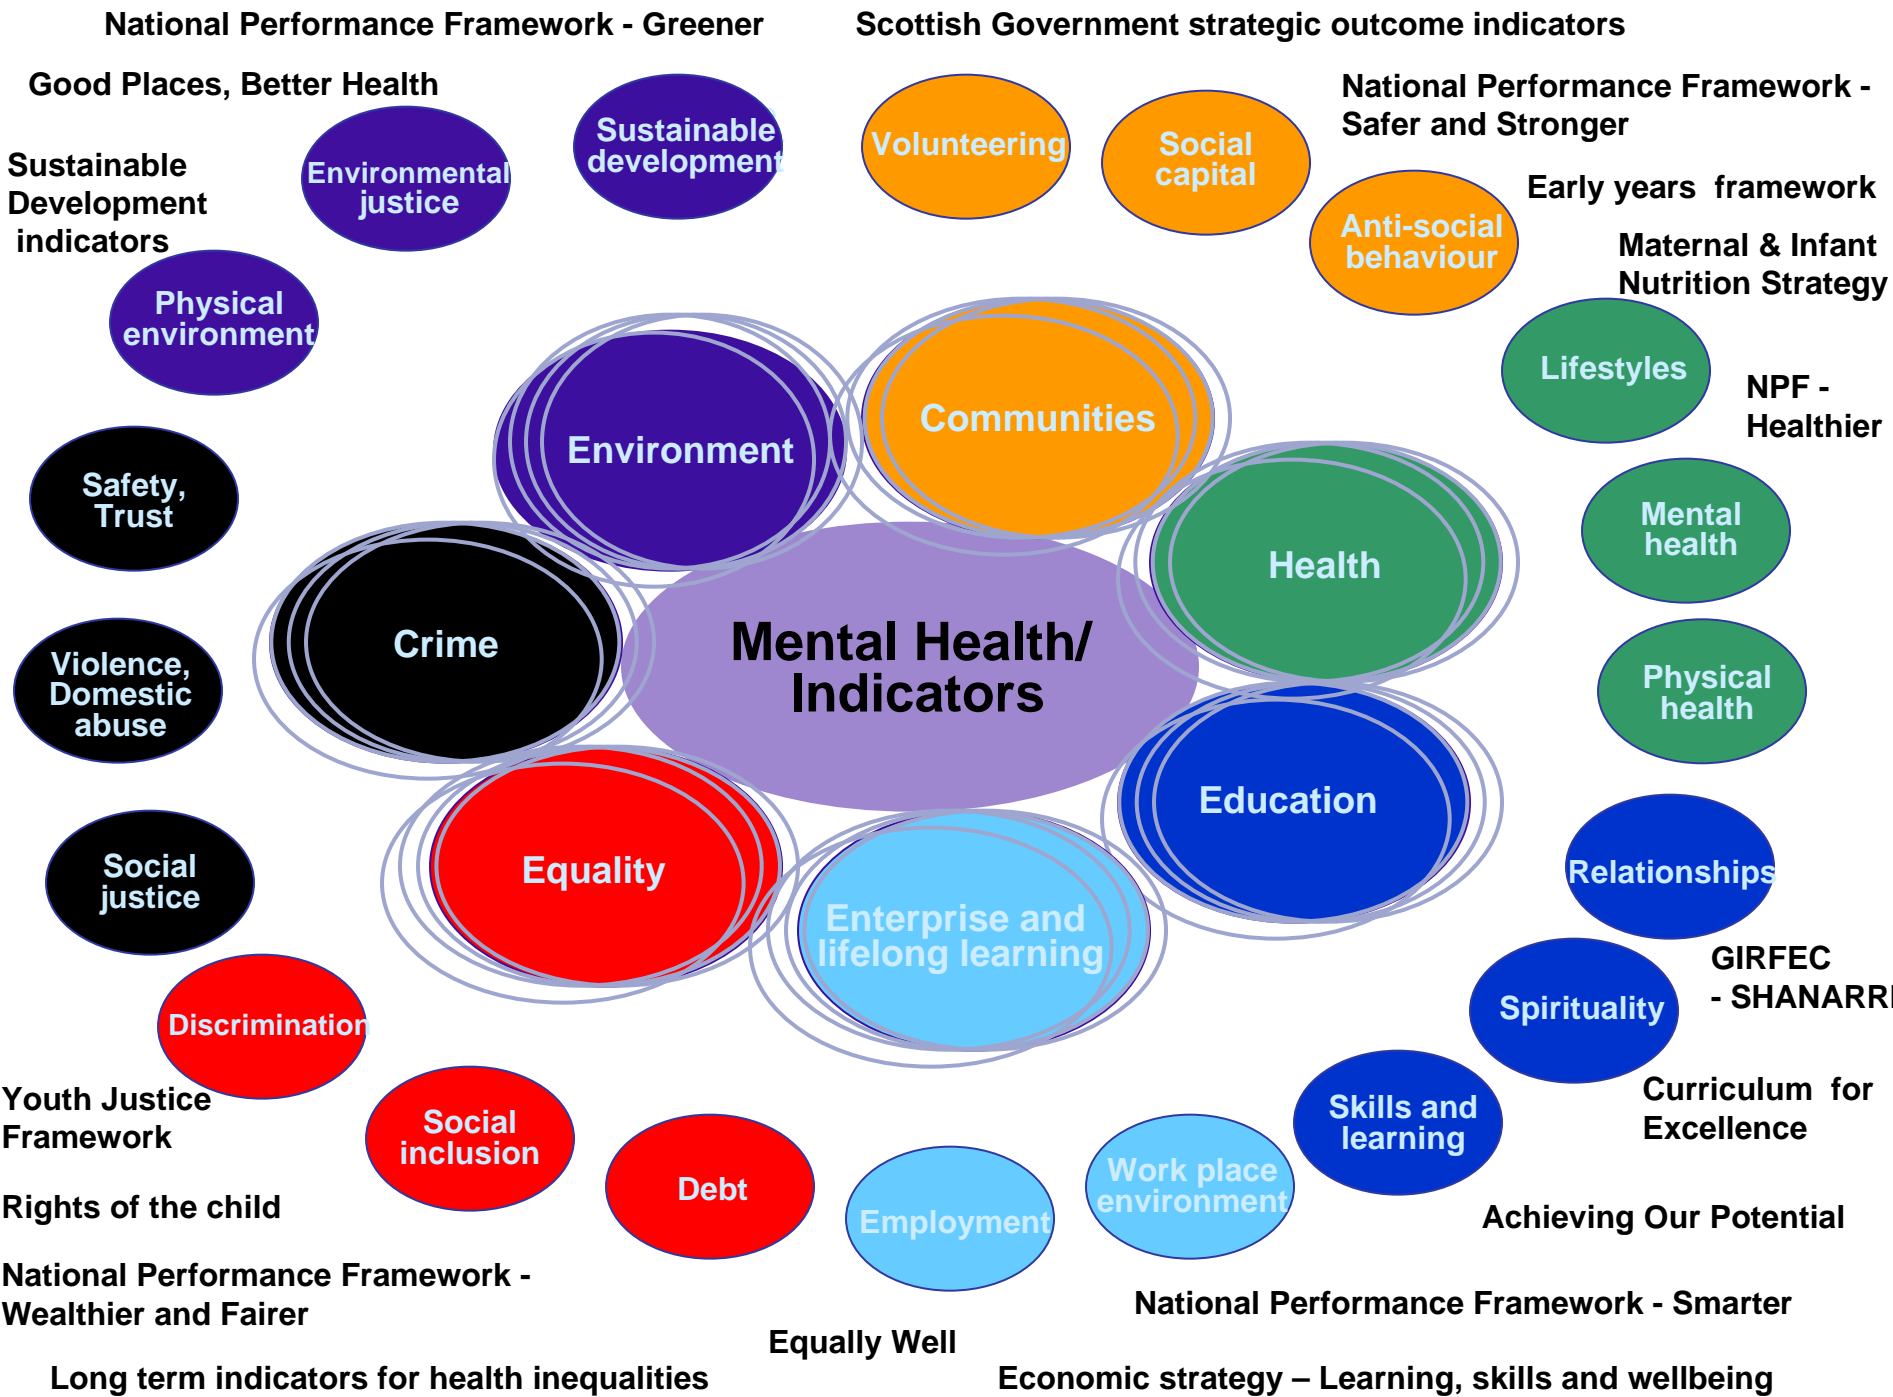 National Performance Framework - Greener
Scottish Government strategic outcome indicators
Good Places, Better Health
National Performance Framework -
Safer and Stronger
Sustainable
Development
indicators
Early years framework
Maternal & Infant
Nutrition Strategy
NPF -
Healthier
Sustainable
development
Environmental
justice
Physical
environment
Volunteering
Social
capital
Anti-social
behaviour
Lifestyles
Mental
health
Physical
health
Safety,
Trust
Violence,
Domestic
abuse
Social
justice
Environment
Communities
Health
Crime
Mental Health/
Indicators
Education
Equality
Enterprise and
lifelong learning
Relationships
Spirituality
Skills and
learning
Work place
environment
Employment
Debt
Social
inclusion
Discrimination
GIRFEC
- SHANARRI
Curriculum for
Excellence
Achieving Our Potential
National Performance Framework - Smarter
Economic strategy – Learning, skills and wellbeing
Equally Well
Youth Justice
Framework
Rights of the child
National Performance Framework -
Wealthier and Fairer
Long term indicators for health inequalities